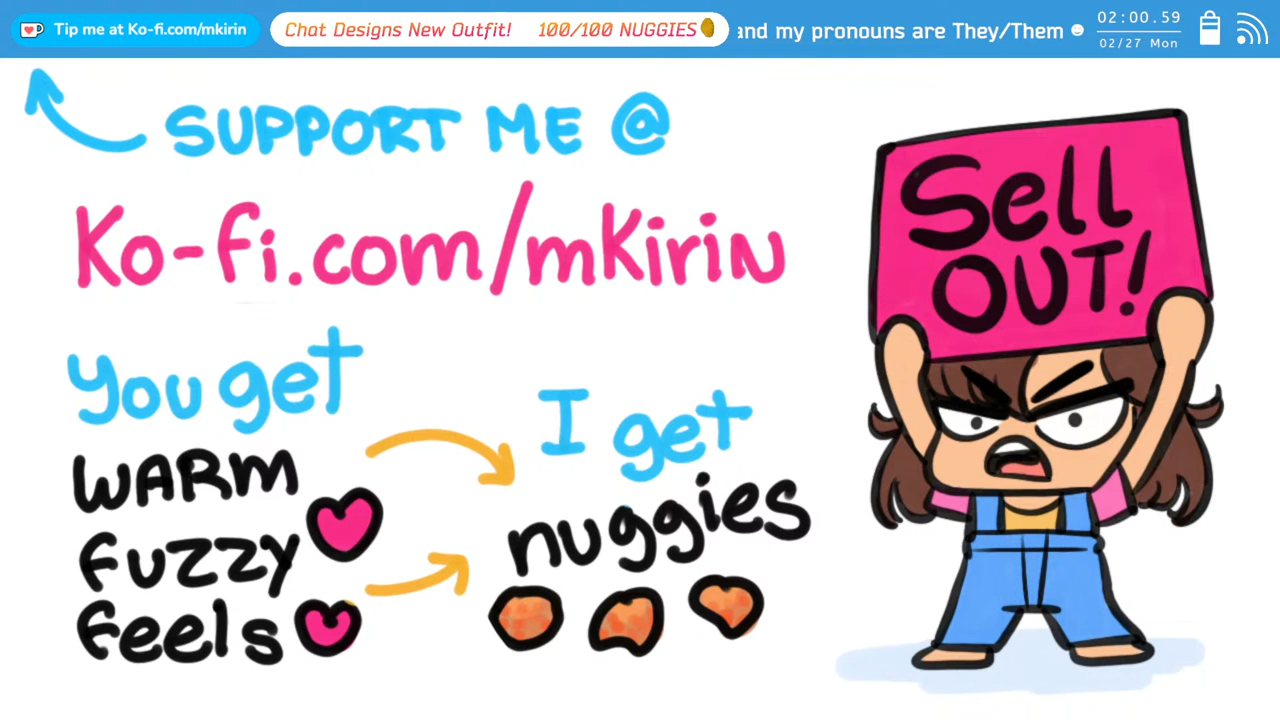 Tip me at Ko-fi.com/mkirin
Chat Designs New Outfit! 100/100 NUGGIES
and my pronouns are They/Them
02:00.59
02/27 Mon
SUPPORT ME @
Ko-fi.com/mKiriN
You get
WARM
fuzzy
feels
I get
nuggies
Sell
OUT!